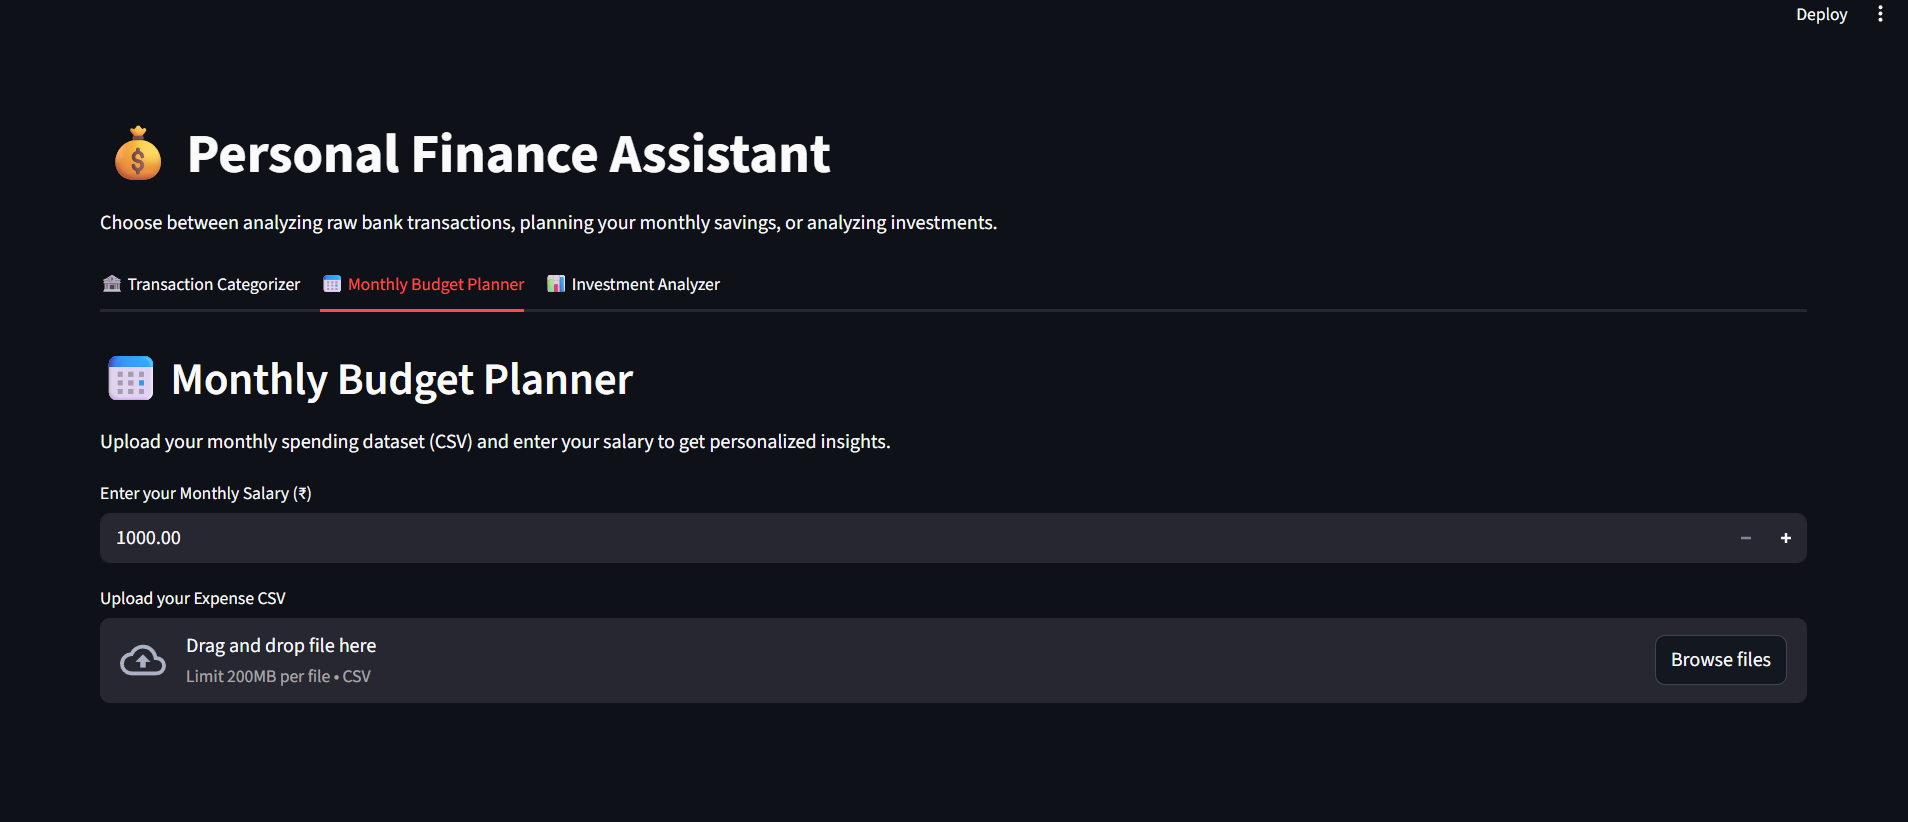 Deploy
Personal Finance Assistant
Choose between analyzing raw bank transactions, planning your monthly savings, or analyzing investments.
Transaction Categorizer Monthly Budget Planner Investment Analyzer
Monthly Budget Planner
Upload your monthly spending dataset (CSV) and enter your salary to get personalized insights.
Enter your Monthly Salary (₹)
1000.00
Upload your Expense CSV
Drag and drop file here
Limit 200MB per file • CSV
Browse files